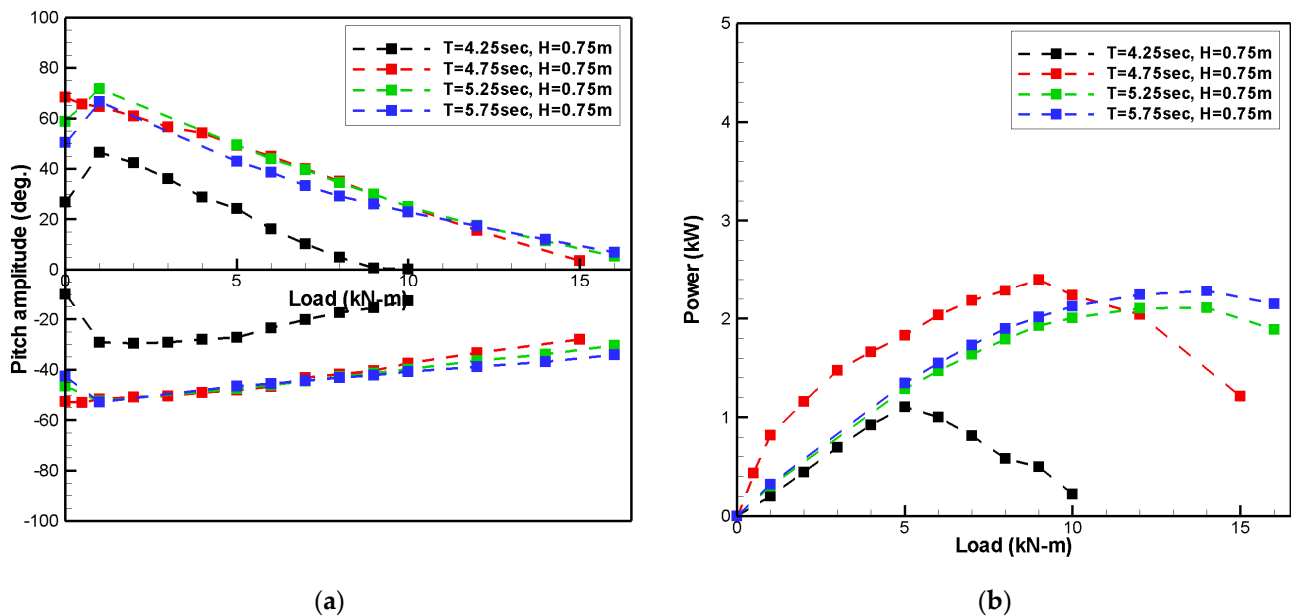 100
80
60
40
20
0
-20
-40
-60
-80
-100
Pitch amplitude (deg.)
0
5
10
15
Load (kN-m)
T=4.25sec, H=0.75m
T=4.75sec, H=0.75m
T=5.25sec, H=0.75m
T=5.75sec, H=0.75m
(a)
5
4
3
2
1
0
Power (kW)
0
5
10
15
Load (kN-m)
T=4.25sec, H=0.75m
T=4.75sec, H=0.75m
T=5.25sec, H=0.75m
T=5.75sec, H=0.75m
(b)